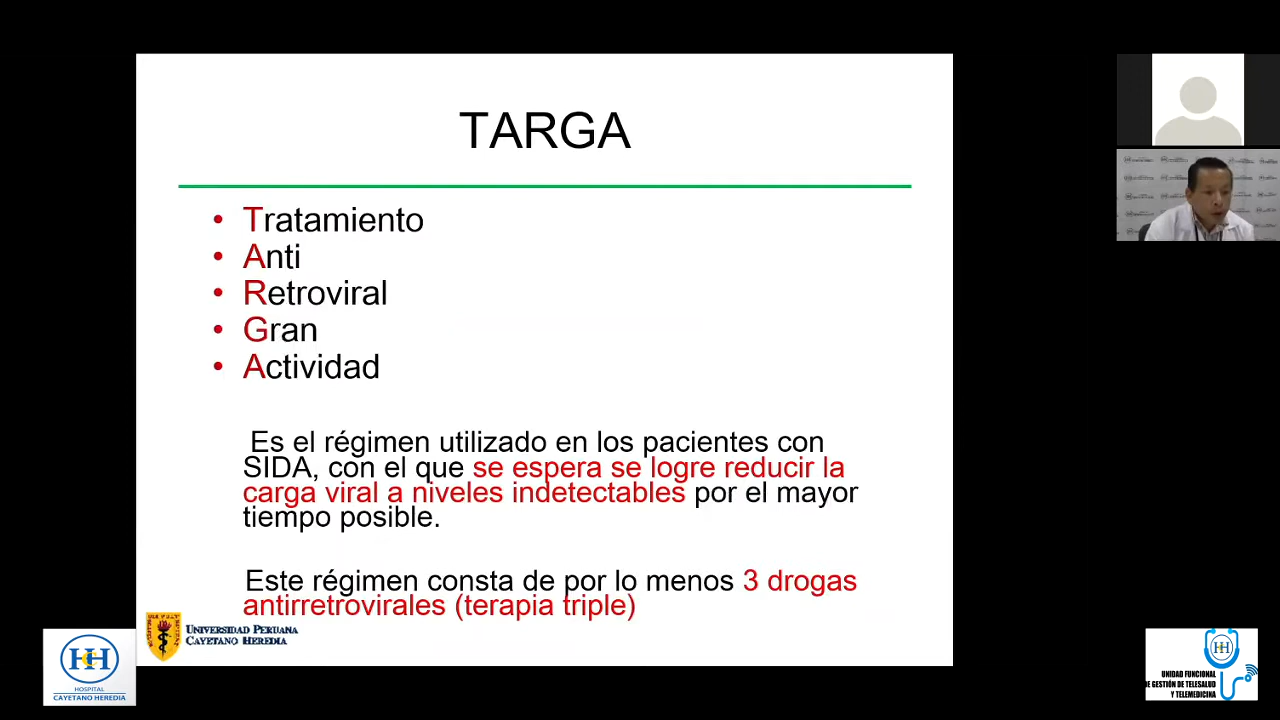 TARGA
• Tratamiento
• Anti
• Retroviral
• Gran
• Actividad
Es el régimen utilizado en los pacientes con
SIDA, con el que se espera se logre reducir la
carga viral a niveles indetectables por el mayor
tiempo posible.
Este régimen consta de por lo menos 3 drogas
antirretrovirales (terapia triple)
UNIVERSIDAD PERUANA
CAYETANO HEREDIA
HCH
HOSPITAL
CAYETANO HEREDIA
HCH
UNIDAD FUNCIONAL
DE GESTIÓN DE TELESALUD
Y TELEMEDICINA